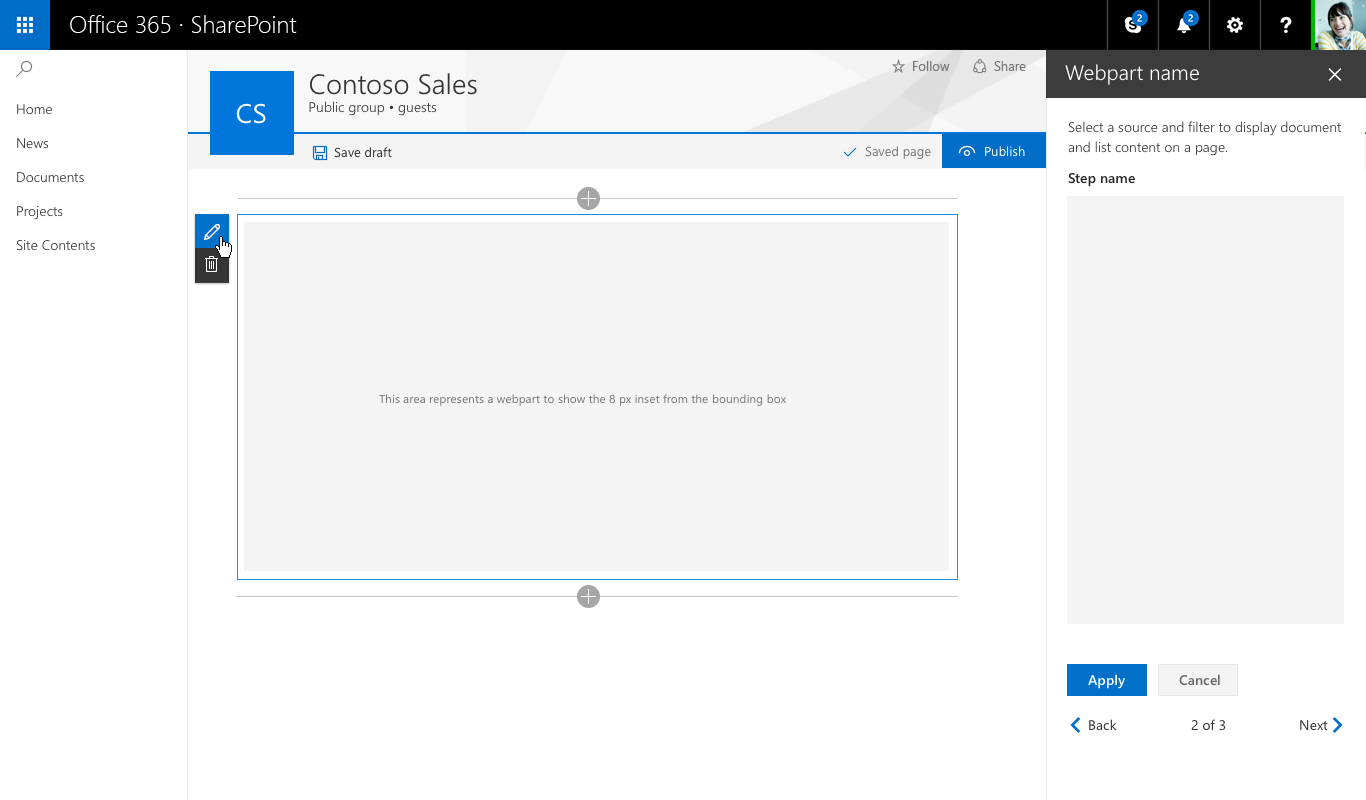 Office 365 · SharePoint
2
2
?
Home
News
Documents
Projects
Site Contents
CS
Contoso Sales
Public group • guests
Follow
Share
Save draft
Saved page
Publish
This area represents a webpart to show the 8 px inset from the bounding box
Webpart name
Select a source and filter to display document
and list content on a page.
Step name
Apply
Cancel
Back
2 of 3
Next